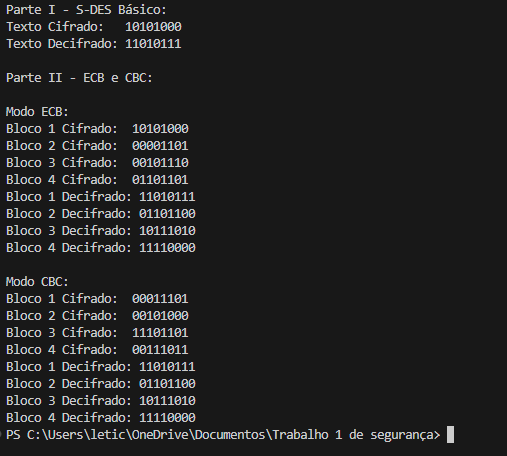 Parte I - S-DES Básico:
Texto Cifrado:   10101000
Texto Decifrado: 11010111

Parte II - ECB e CBC:

Modo ECB:
Bloco 1 Cifrado:  10101000
Bloco 2 Cifrado:  00001101
Bloco 3 Cifrado:  00101110
Bloco 4 Cifrado:  01101101
Bloco 1 Decifrado: 11010111
Bloco 2 Decifrado: 01101100
Bloco 3 Decifrado: 10111010
Bloco 4 Decifrado: 11110000

Modo CBC:
Bloco 1 Cifrado:  00011101
Bloco 2 Cifrado:  00101000
Bloco 3 Cifrado:  11101101
Bloco 4 Cifrado:  00111011
Bloco 1 Decifrado: 11010111
Bloco 2 Decifrado: 01101100
Bloco 3 Decifrado: 10111010
Bloco 4 Decifrado: 11110000
PS C:\Users\letic\OneDrive\Documentos\Trabalho 1 de segurança>